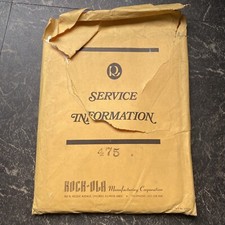 R
SERVICE
INFORMATION
475
ROCK-OLA Manufacturing Corporation